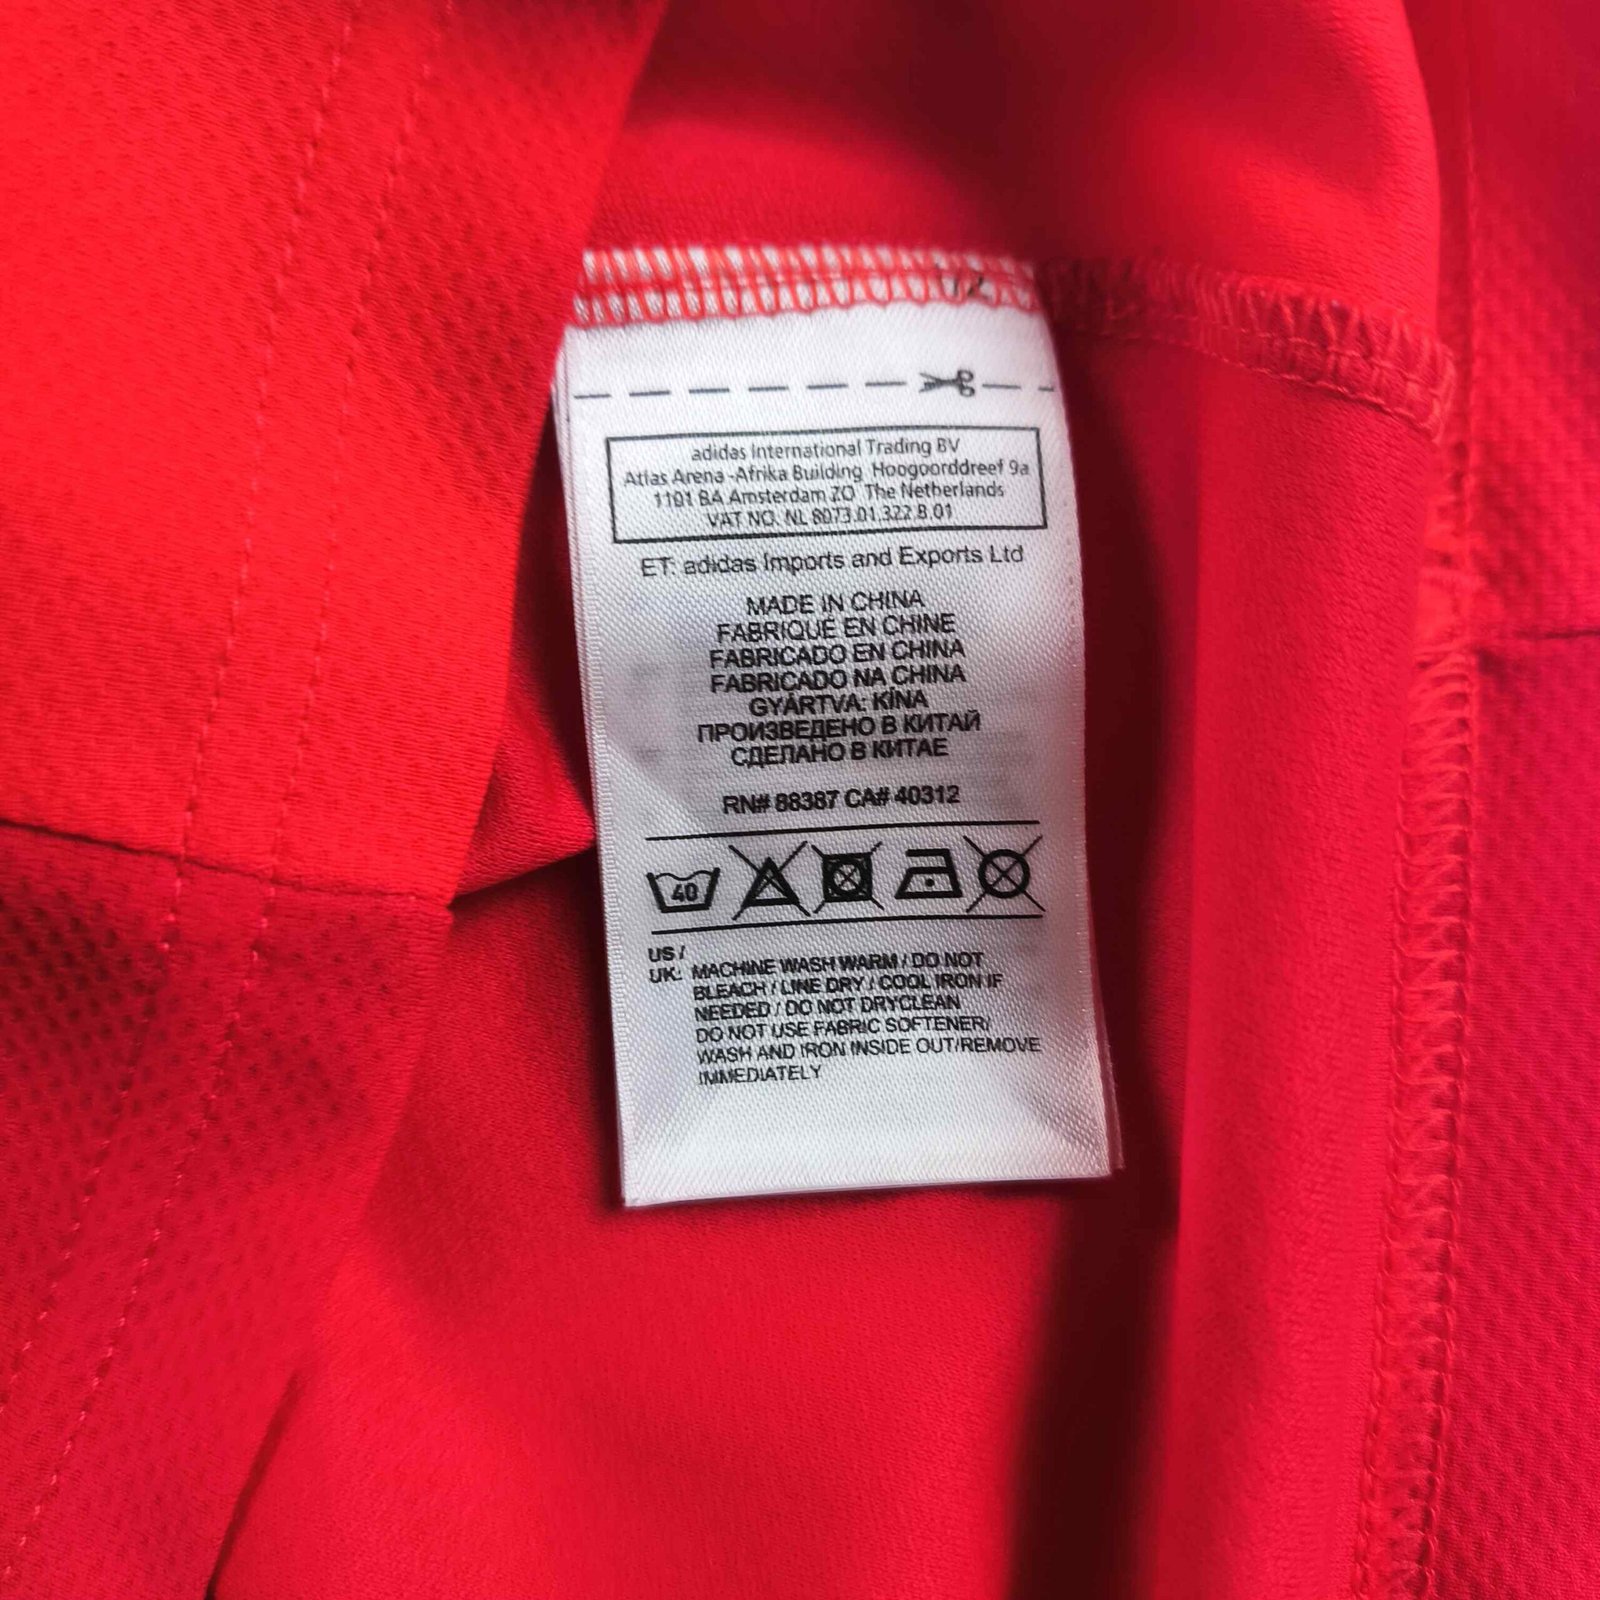 72
adidas International Trading BV
Atlas Arena -Afrika Building Hoogoorddreef 9a
1101 BA Amsterdam ZO The Netherlands
VAT NO. NL 8073.01.322.B.01
ET: adidas Imports and Exports Ltd
MADE IN CHINA
FABRIQUÉ EN CHINE
FABRICADO EN CHINA
FABRICADO NA CHINA
GYÁRTVA: KÍNA
ПРОИЗВЕДЕНО В КИТАЙ
СДЕЛАНО В КИТАЕ
RN# 88387 CA# 40312
40
US /
UK: MACHINE WASH WARM / DO NOT
BLEACH / LINE DRY / COOL IRON IF
NEEDED / DO NOT DRYCLEAN
DO NOT USE FABRIC SOFTENER/
WASH AND IRON INSIDE OUT/REMOVE
IMMEDIATELY